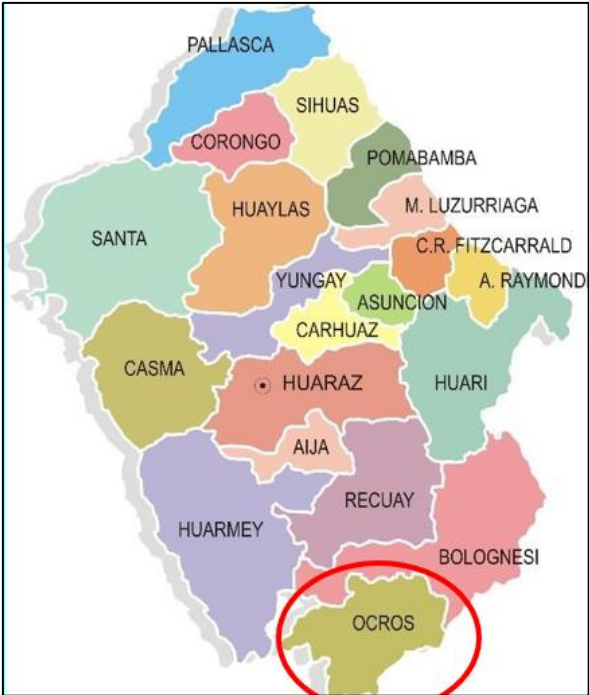 PALLASCA
SIHUAS
CORONGO
POMABAMBA
HUAYLAS
M. LUZURRIAGA
SANTA
C.R. FITZCARRALD
YUNGAY
A. RAYMONDI
ASUNCION
CARHUAZ
CASMA
HUARAZ
HUARI
AIJA
RECUAY
HUARMEY
BOLOGNESI
OCROS